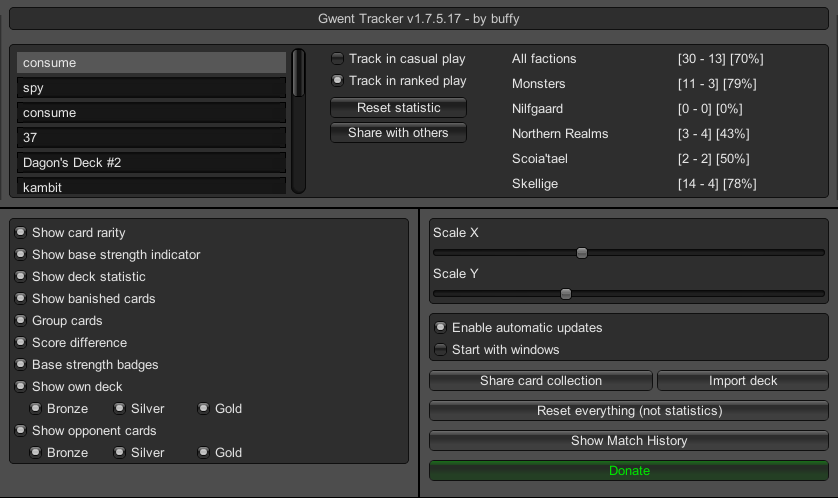 Gwent Tracker v1.7.5.17 - by buffy
consume
spy
consume
37
Dagon's Deck #2
kambit
Track in casual play
Track in ranked play
Reset statistic
Share with others
All factions [30 - 13] [70%]
Monsters [11 - 3] [79%]
Nilfgaard [0 - 0] [0%]
Northern Realms [3 - 4] [43%]
Scoia'tael [2 - 2] [50%]
Skellige [14 - 4] [78%]
Show card rarity
Show base strength indicator
Show deck statistic
Show banished cards
Group cards
Score difference
Base strength badges
Show own deck
Bronze Silver Gold
Show opponent cards
Bronze Silver Gold
Scale X
Scale Y
Enable automatic updates
Start with windows
Share card collection Import deck
Reset everything (not statistics)
Show Match History
Donate